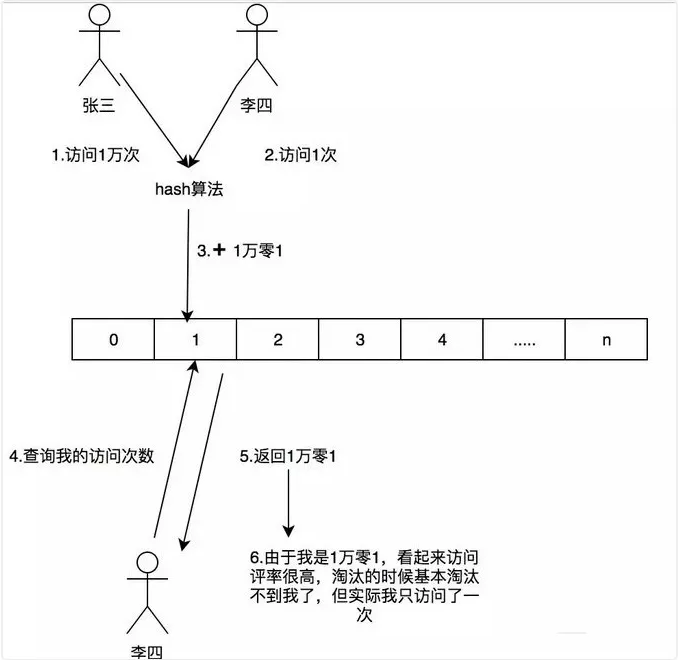 张三
李四
1.访问1万次
2.访问1次
hash算法
3.+ 1万零1
0 1 2 3 4 ..... n
4.查询我的访问次数
5.返回1万零1
6.由于我是1万零1，看起来访问
评率很高，淘汰的时候基本淘汰
不到我了，但实际我只访问了一
次
李四